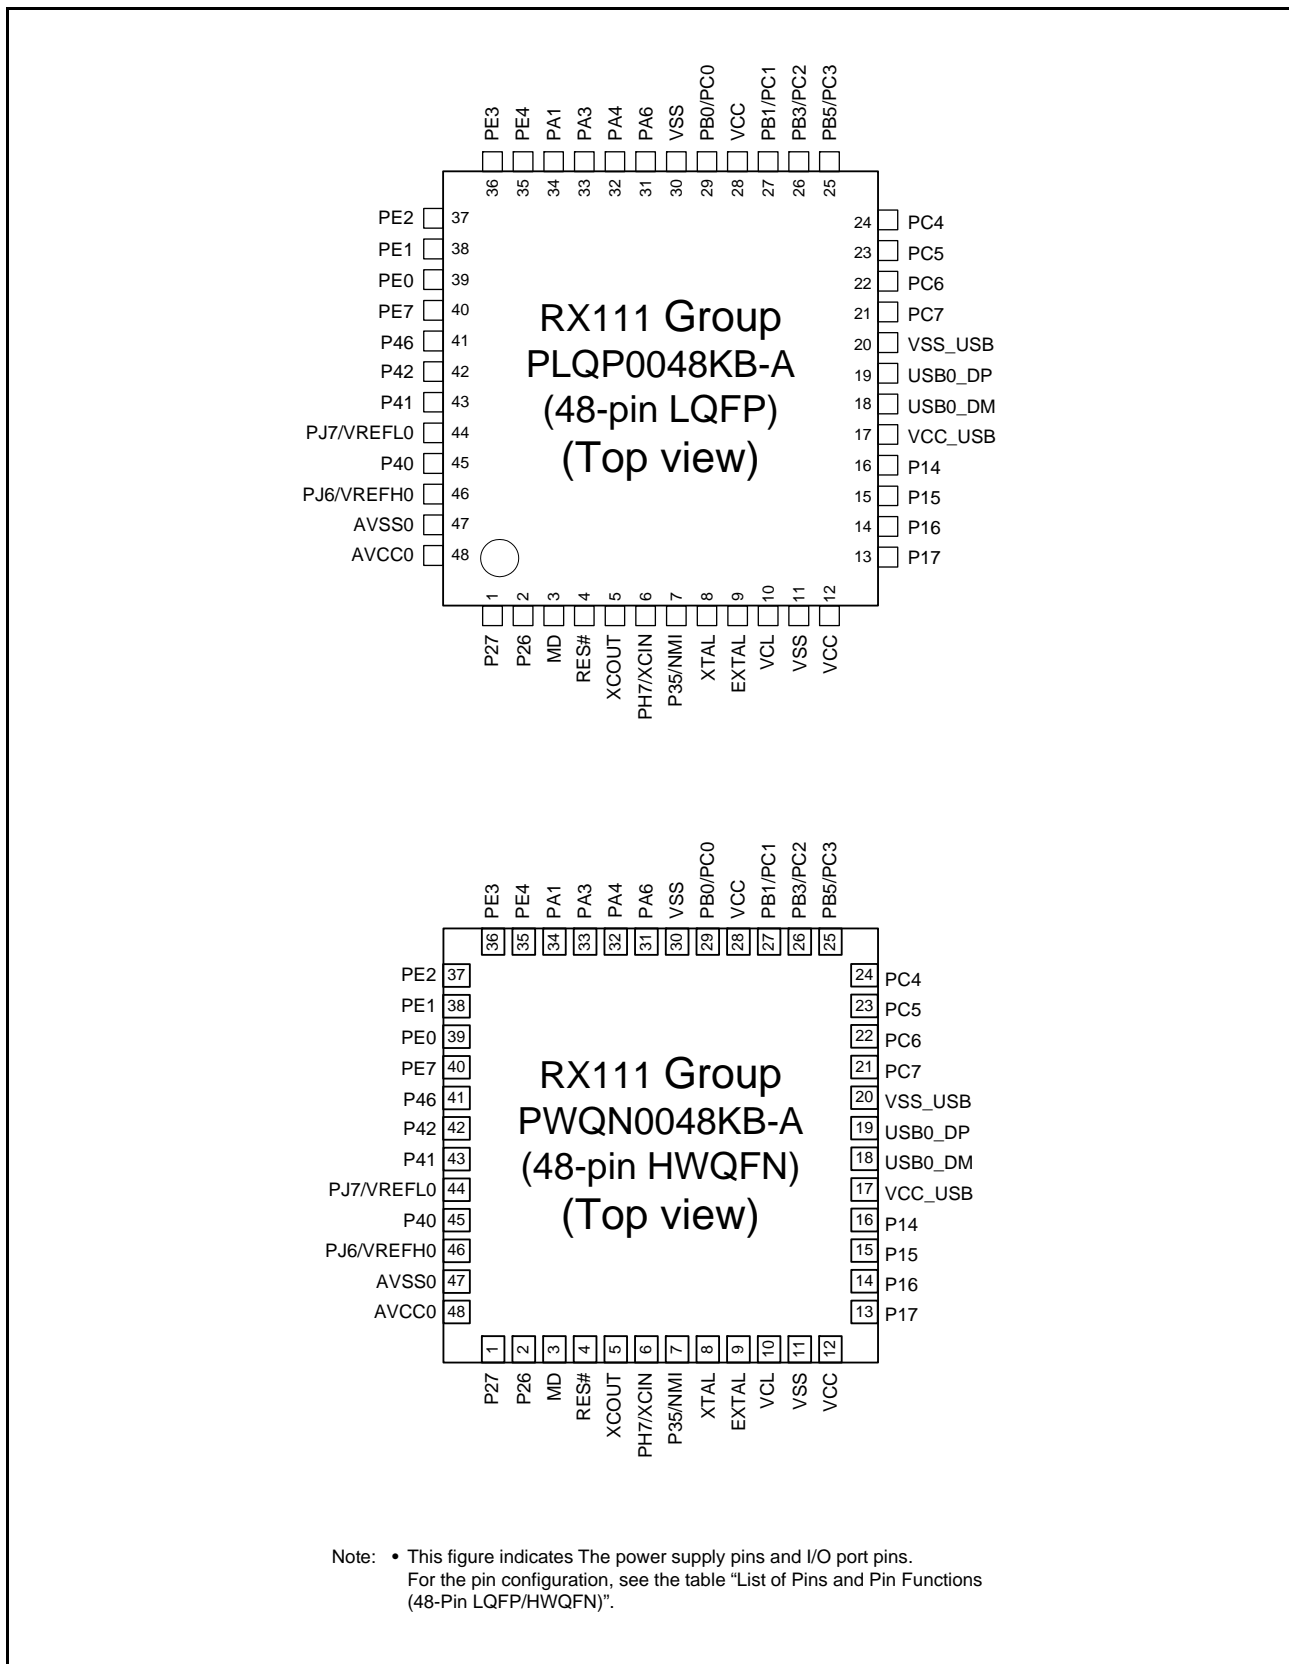 PE3
PE4
PA1
PA3
PA4
PA6
VSS
PB0/PC0
VCC
PB1/PC1
PB3/PC2
PB5/PC3
36
35
34
33
32
31
30
29
28
27
26
25
PE2 37
PE1 38
PE0 39
PE7 40
P46 41
P42 42
P41 43
PJ7/VREFL0 44
P40 45
PJ6/VREFH0 46
AVSS0 47
AVCC0 48
RX111 Group
PLQP0048KB-A
(48-pin LQFP)
(Top view)
24 PC4
23 PC5
22 PC6
21 PC7
20 VSS_USB
19 USB0_DP
18 USB0_DM
17 VCC_USB
16 P14
15 P15
14 P16
13 P17
1
2
3
4
5
6
7
8
9
10
11
12
P27
P26
MD
RES#
XCOUT
PH7/XCIN
P35/NMI
XTAL
EXTAL
VCL
VSS
VCC
PE3
PE4
PA1
PA3
PA4
PA6
VSS
PB0/PC0
VCC
PB1/PC1
PB3/PC2
PB5/PC3
36
35
34
33
32
31
30
29
28
27
26
25
PE2 37
PE1 38
PE0 39
PE7 40
P46 41
P42 42
P41 43
PJ7/VREFL0 44
P40 45
PJ6/VREFH0 46
AVSS0 47
AVCC0 48
RX111 Group
PWQN0048KB-A
(48-pin HWQFN)
(Top view)
24 PC4
23 PC5
22 PC6
21 PC7
20 VSS_USB
19 USB0_DP
18 USB0_DM
17 VCC_USB
16 P14
15 P15
14 P16
13 P17
1
2
3
4
5
6
7
8
9
10
11
12
P27
P26
MD
RES#
XCOUT
PH7/XCIN
P35/NMI
XTAL
EXTAL
VCL
VSS
VCC
Note: • This figure indicates The power supply pins and I/O port pins.
For the pin configuration, see the table “List of Pins and Pin Functions
(48-Pin LQFP/HWQFN)”.